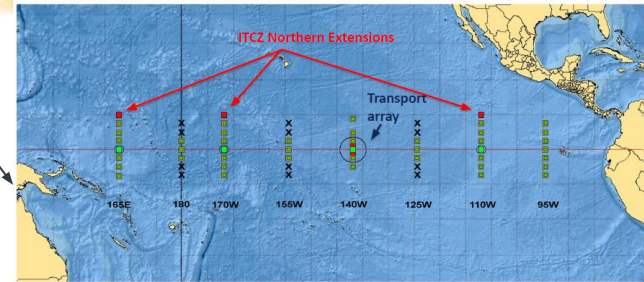 ITCZ Northern Extensions
Transport
array
165E 180 170W 155W 140W 125W 110W 95W